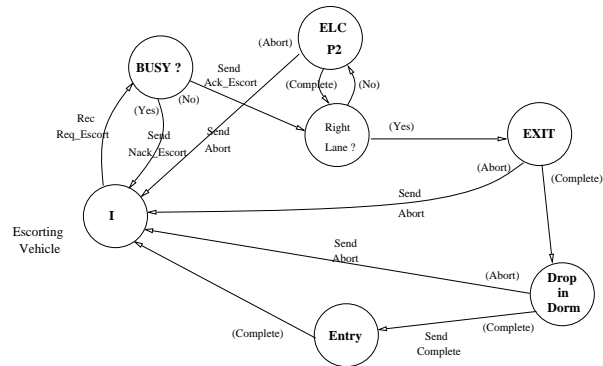 ELC
P2
(Abort)
BUSY ?
Send
Ack_Escort
(Complete)
(No)
Rec
Req_Escort
(Yes)
(No)
Send
Nack_Escort
Send
Abort
Right
Lane ?
(Yes)
EXIT
(Abort)
(Complete)
I
Send
Abort
Escorting
Vehicle
Send
Abort
(Abort)
Drop
in
Dorm
(Complete)
Entry
Send
Complete
(Complete)